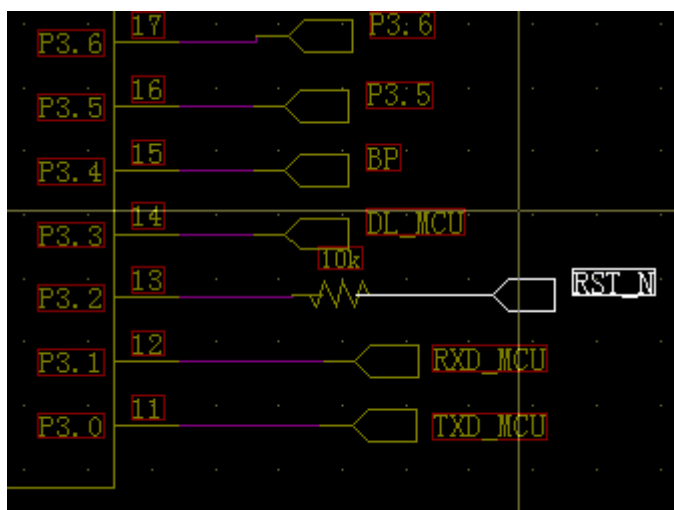 P3.6 17 P3.6
P3.5 16 P3.5
P3.4 15 BP
P3.3 14 DL_MCU
10k
P3.2 13 RST_N
P3.1 12 RXD_MCU
P3.0 11 TXD_MCU